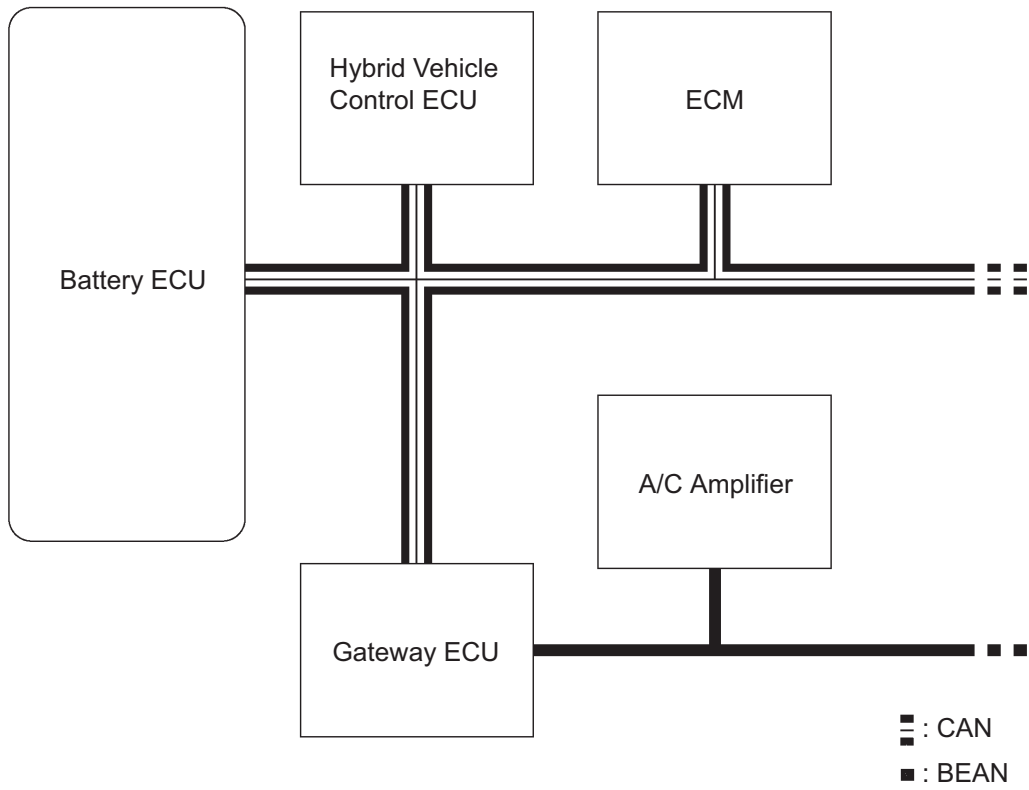 Hybrid Vehicle
Control ECU
ECM
Battery ECU
A/C Amplifier
Gateway ECU
: CAN
: BEAN